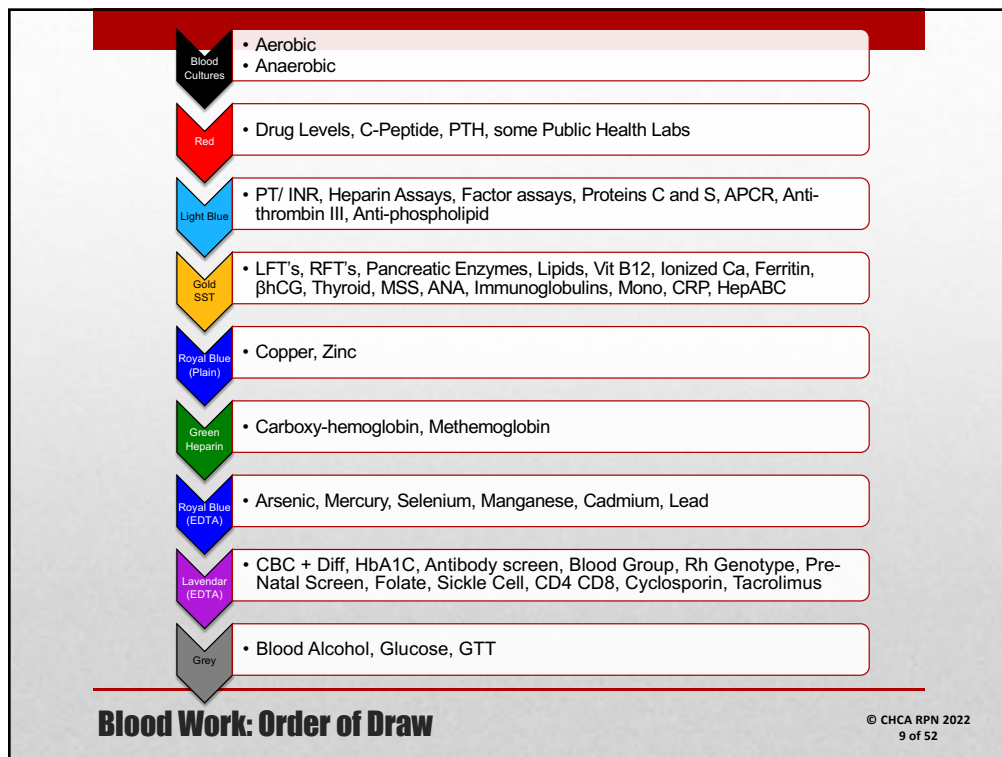 Blood
Cultures
• Aerobic
• Anaerobic
Red
• Drug Levels, C-Peptide, PTH, some Public Health Labs
Light Blue
• PT/ INR, Heparin Assays, Factor assays, Proteins C and S, APCR, Anti-
thrombin III, Anti-phospholipid
Gold
SST
• LFT's, RFT's, Pancreatic Enzymes, Lipids, Vit B12, Ionized Ca, Ferritin,
βhCG, Thyroid, MSS, ANA, Immunoglobulins, Mono, CRP, HepABC
Royal Blue
(Plain)
• Copper, Zinc
Green
Heparin
• Carboxy-hemoglobin, Methemoglobin
Royal Blue
(EDTA)
• Arsenic, Mercury, Selenium, Manganese, Cadmium, Lead
Lavendar
(EDTA)
• CBC + Diff, HbA1C, Antibody screen, Blood Group, Rh Genotype, Pre-
Natal Screen, Folate, Sickle Cell, CD4 CD8, Cyclosporin, Tacrolimus
Grey
• Blood Alcohol, Glucose, GTT
Blood Work: Order of Draw
© CHCA RPN 2022
9 of 52